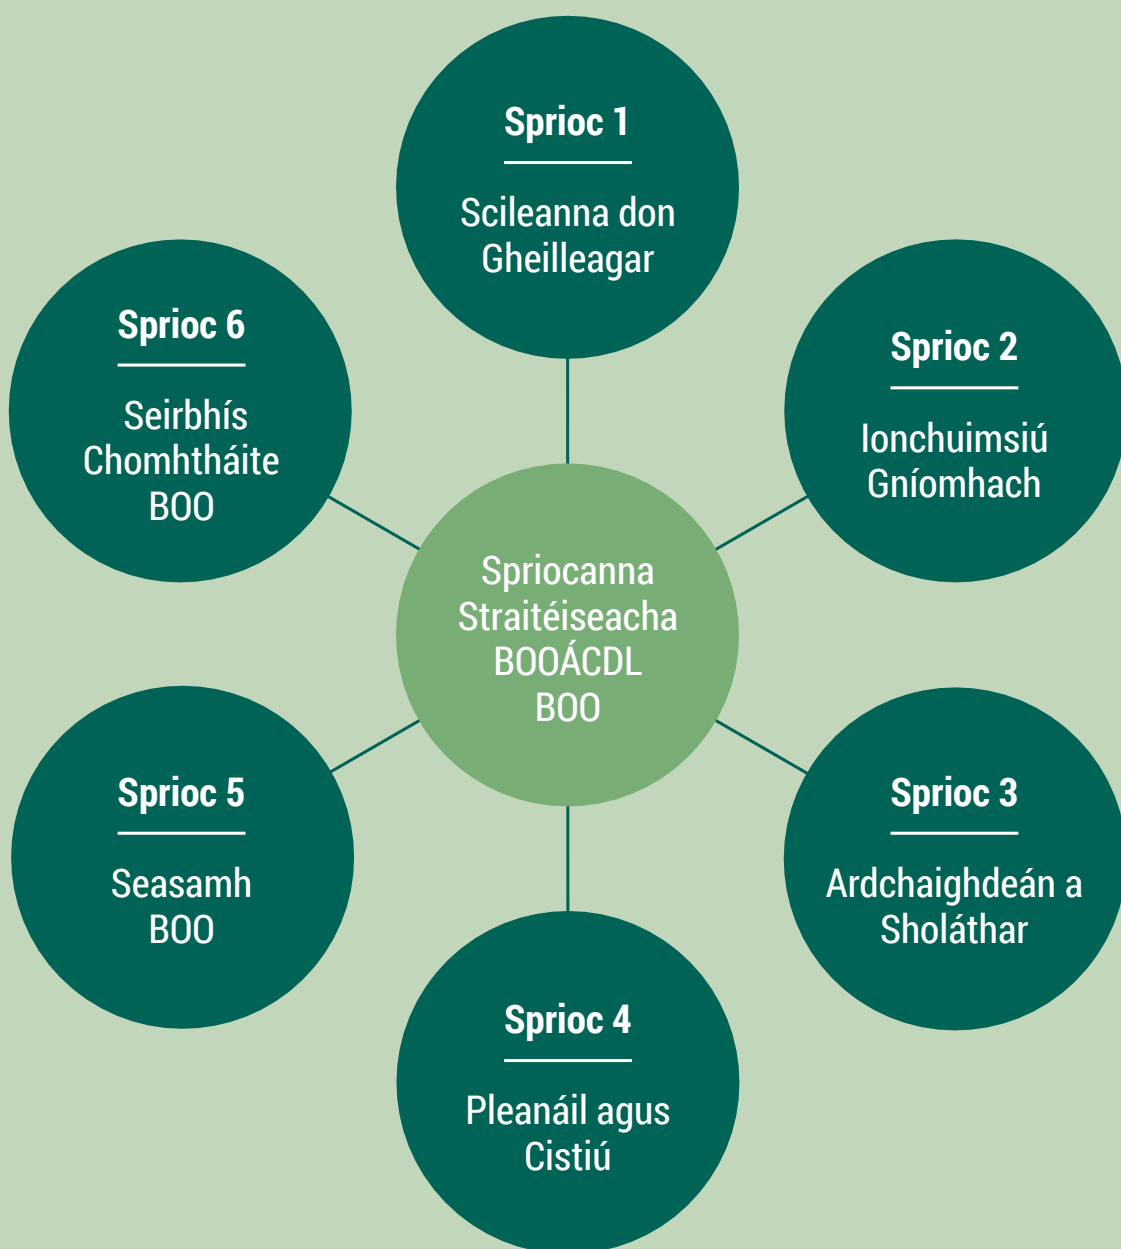 Sprioc 1
Scileanna don
Gheilleagar
Sprioc 2
Ionchuimsiú
Gníomhach
Sprioc 3
Ardchaighdeán a
Sholáthar
Sprioc 4
Pleanáil agus
Cistiú
Sprioc 5
Seasamh
BOO
Sprioc 6
Seirbhís
Chomhtháite
BOO
Spriocanna
Straitéiseacha
BOOÁCDL
BOO